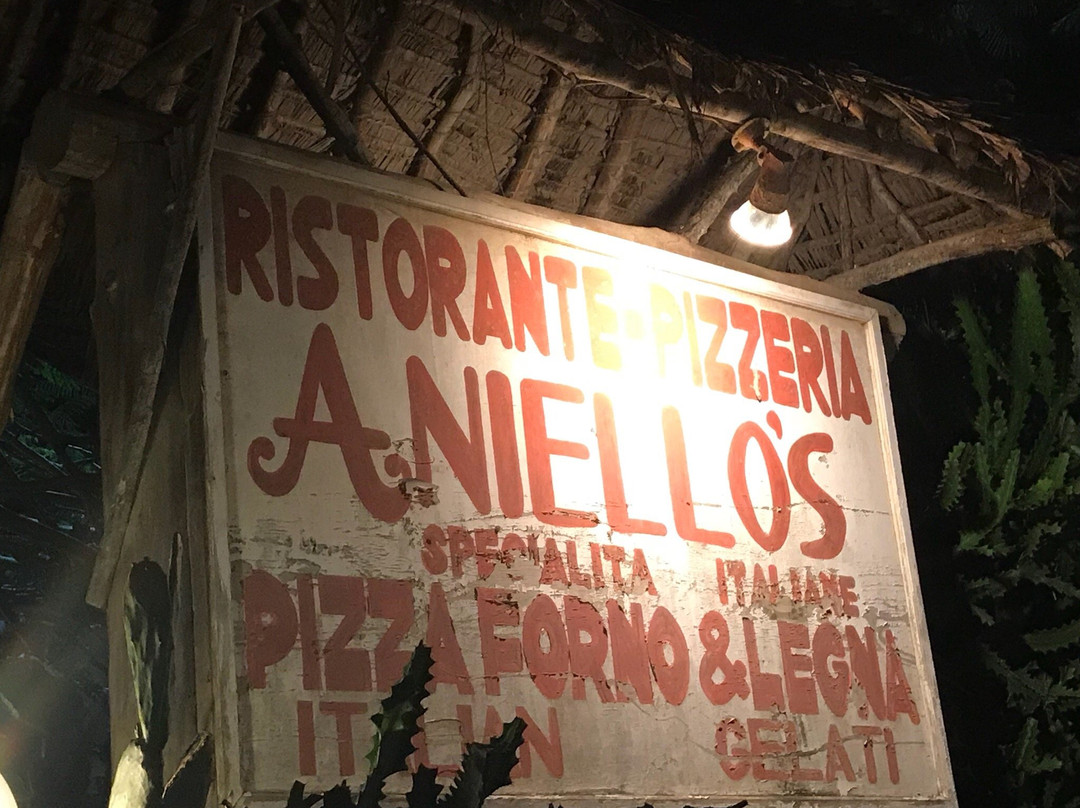 RISTORANTE-PIZZERIA
ANIELLO'S
SPECIALITA ITALIANE
PIZZA FORNO & LEGNA
ITALIAN GELATI